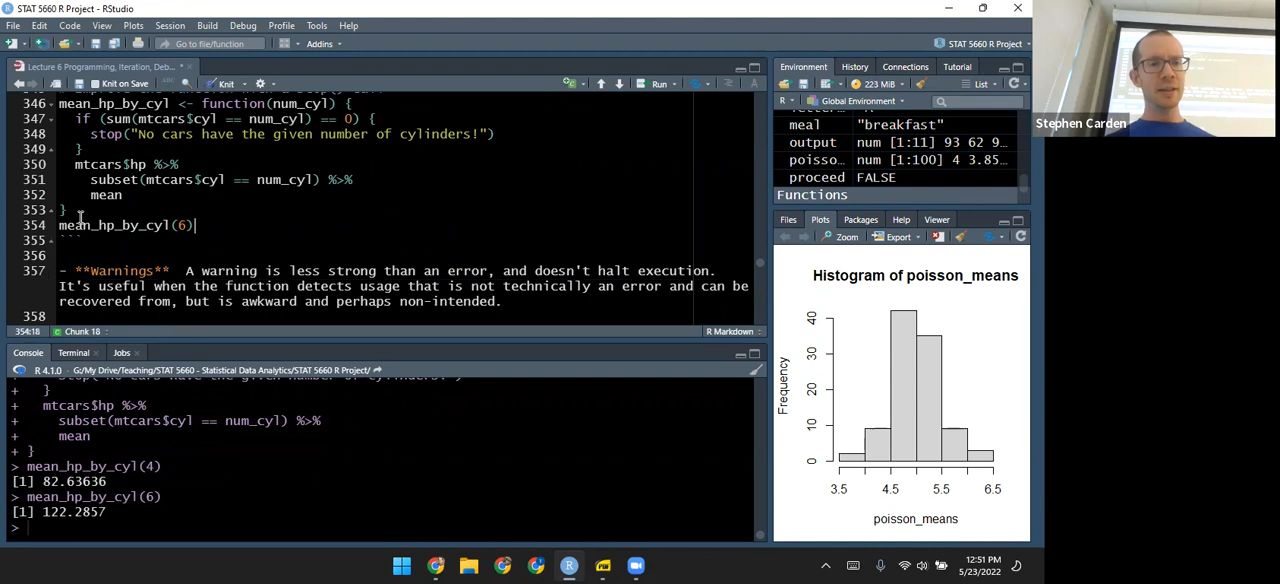 STAT 5660 R Project - RStudio
File Edit Code View Plots Session Build Debug Profile Tools Help
Go to file/function Addins STAT 5660 R Project
Lecture 6 Programming, Iteration, Deb...
Knit on Save Knit Run
346 mean_hp_by_cyl <- function(num_cyl) {
347 if (sum(mtcars$cyl == num_cyl) == 0) {
348 stop("No cars have the given number of cylinders!")
349 }
350 mtcars$hp %>%
351 subset(mtcars$cyl == num_cyl) %>%
352 mean
353 }
354 mean_hp_by_cyl(6)
355 ```
356
357 - **Warnings** A warning is less strong than an error, and doesn't halt execution.
It's useful when the function detects usage that is not technically an error and can be
recovered from, but is awkward and perhaps non-intended.
358
354:18 Chunk 18 R Markdown
Console Terminal Jobs
R 4.1.0 · G:/My Drive/Teaching/STAT 5660 - Statistical Data Analytics/STAT 5660 R Project/
+ }
+ mtcars$hp %>%
+ subset(mtcars$cyl == num_cyl) %>%
+ mean
+ }
> mean_hp_by_cyl(4)
[1] 82.63636
> mean_hp_by_cyl(6)
[1] 122.2857
>
Environment History Connections Tutorial
223 MiB List
R Global Environment
meal "breakfast"
output num [1:11] 93 62 9...
poisso... num [1:100] 4 3.85...
proceed FALSE
Functions
Files Plots Packages Help Viewer
Zoom Export
Histogram of poisson_means
Frequency
0 10 20 30 40
3.5 4.5 5.5 6.5
poisson_means
Stephen Carden
12:51 PM
5/23/2022